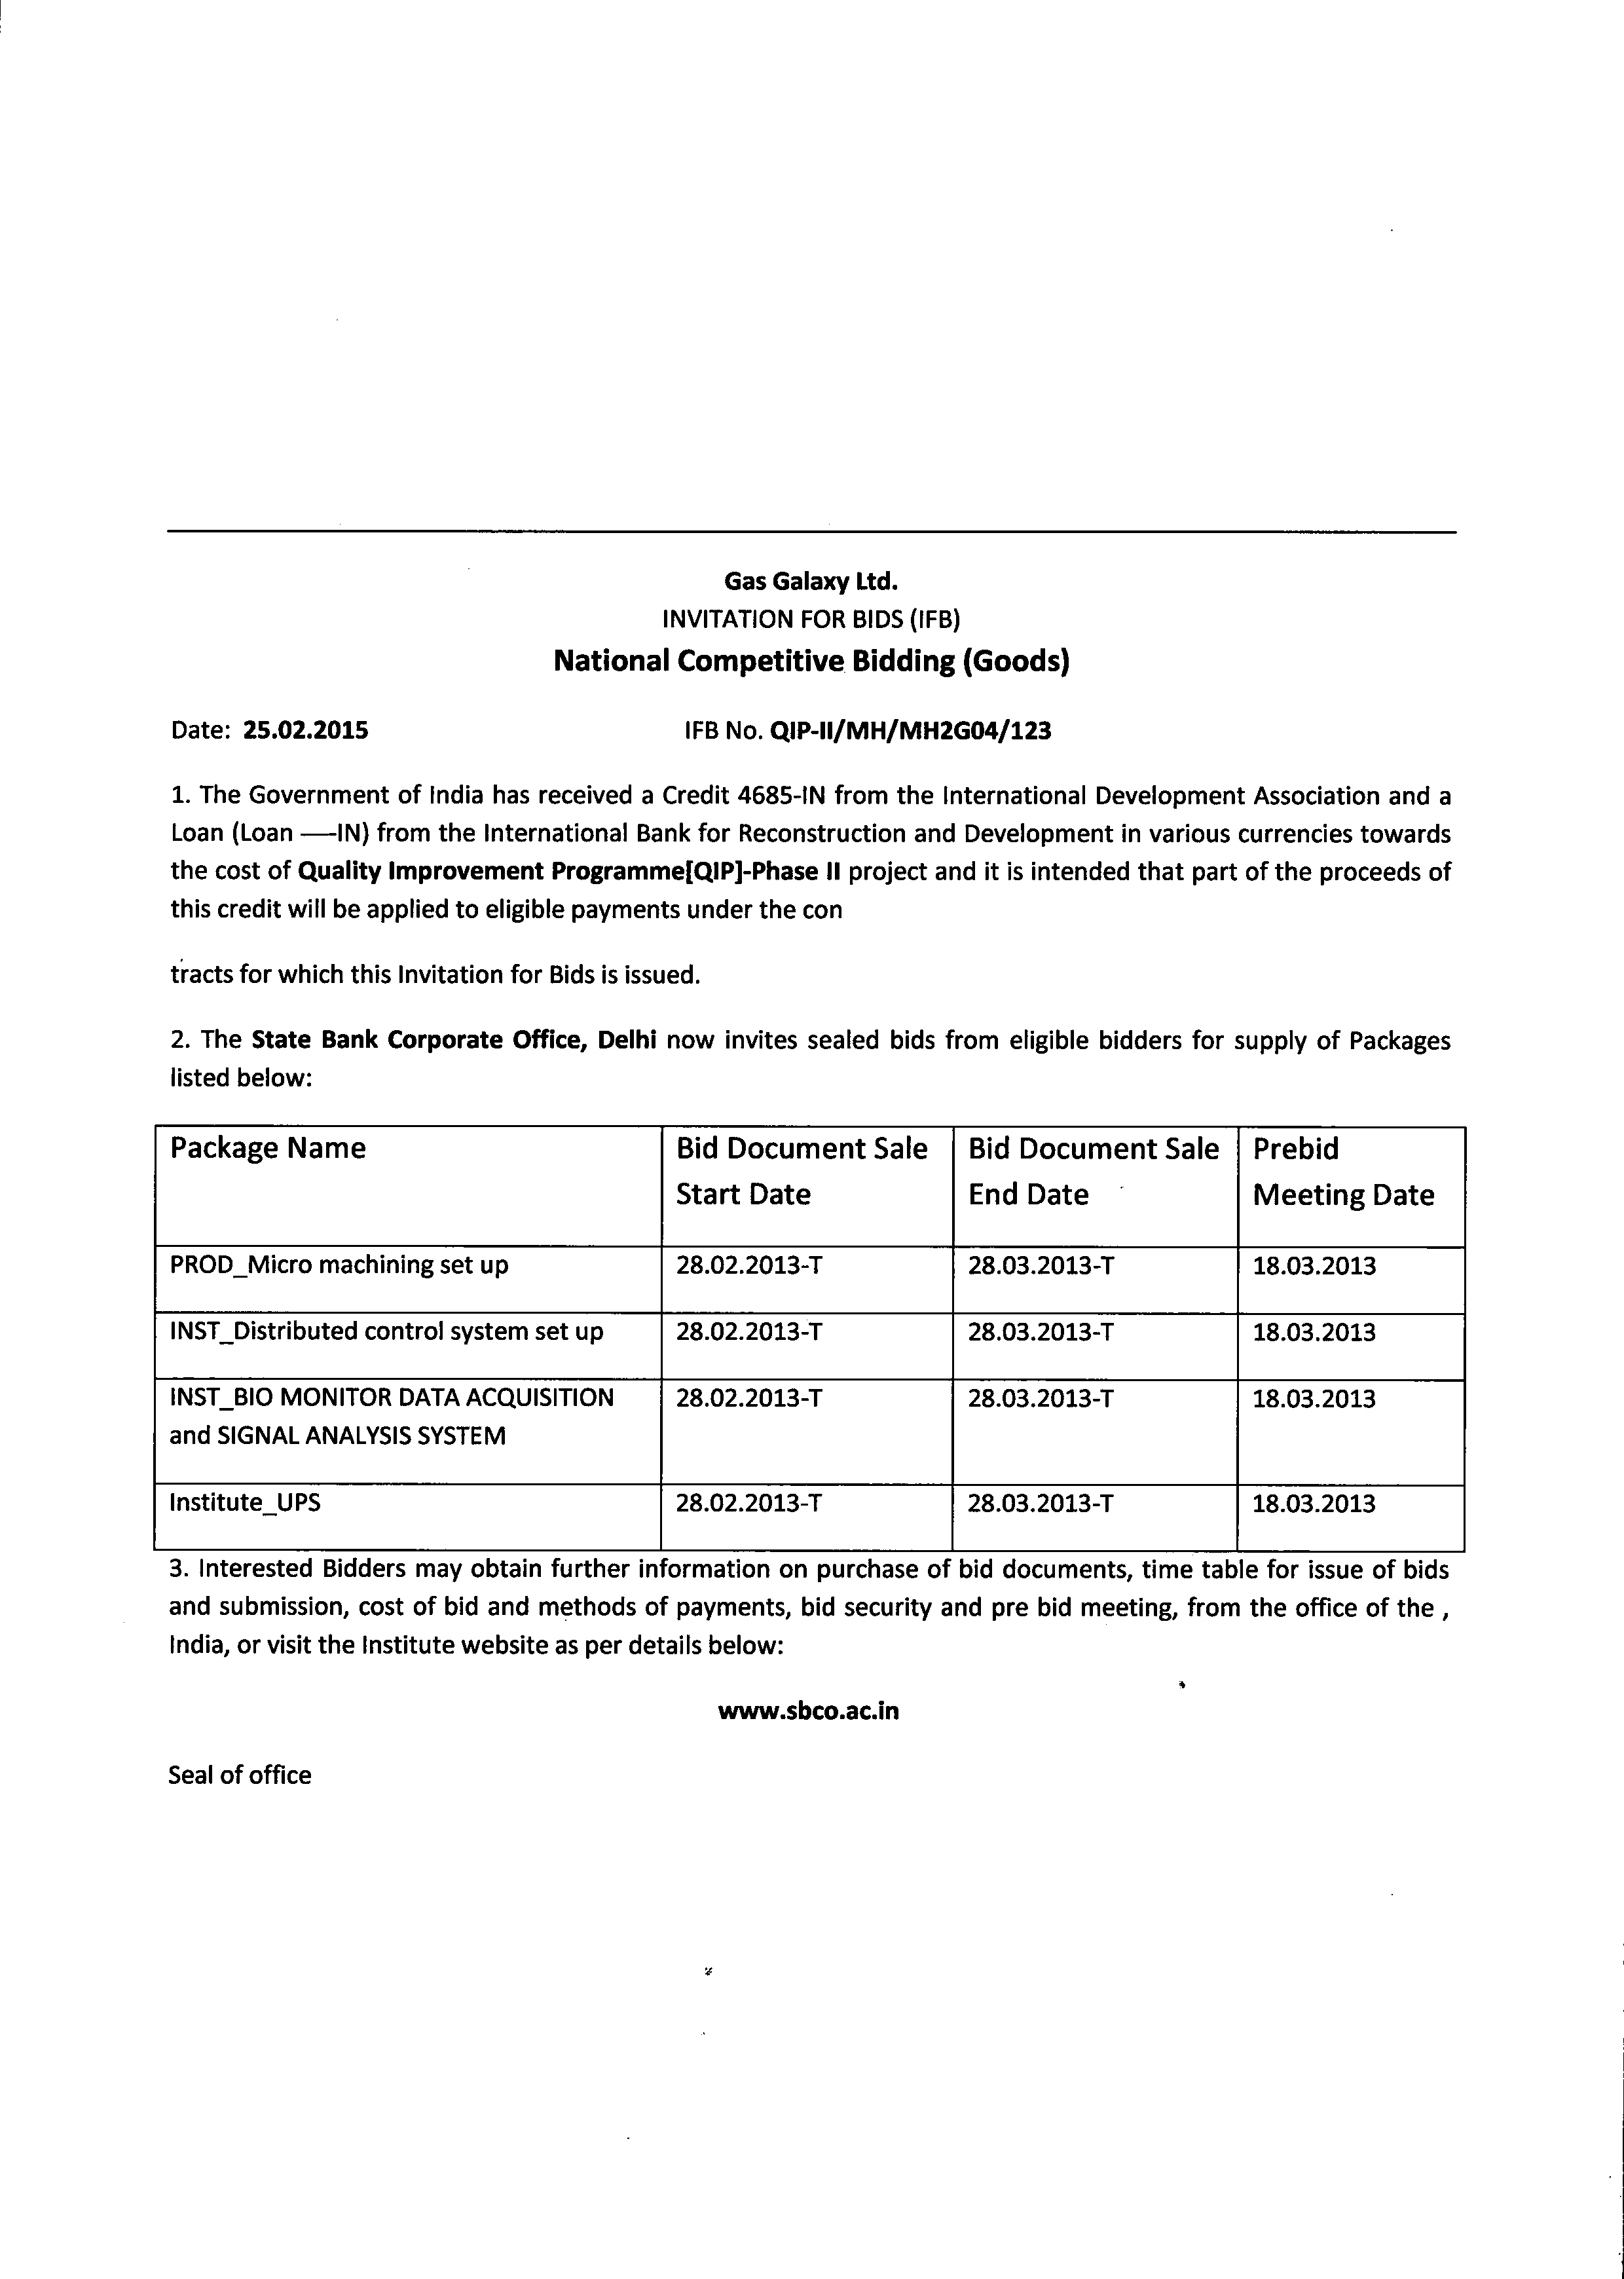 Gas Galaxy Ltd.
INVITATION FOR BIDS (IFB)
National Competitive Bidding (Goods)
Date: 25.02.2015 IFB No. QIP-II/MH/MH2G04/123
1. The Government of India has received a Credit 4685-IN from the International Development Association and a
Loan (Loan —-IN) from the International Bank for Reconstruction and Development in various currencies towards
the cost of Quality Improvement Programme[QIP]-Phase II project and it is intended that part of the proceeds of
this credit will be applied to eligible payments under the con
tracts for which this Invitation for Bids is issued.
2. The State Bank Corporate Office, Delhi now invites sealed bids from eligible bidders for supply of Packages
listed below:
Package Name Bid Document Sale Bid Document Sale Prebid
Start Date End Date Meeting Date
PROD_Micro machining set up 28.02.2013-T 28.03.2013-T 18.03.2013
INST_Distributed control system set up 28.02.2013-T 28.03.2013-T 18.03.2013
INST_BIO MONITOR DATA ACQUISITION 28.02.2013-T 28.03.2013-T 18.03.2013
and SIGNAL ANALYSIS SYSTEM
Institute_UPS 28.02.2013-T 28.03.2013-T 18.03.2013
3. Interested Bidders may obtain further information on purchase of bid documents, time table for issue of bids
and submission, cost of bid and methods of payments, bid security and pre bid meeting, from the office of the ,
India, or visit the Institute website as per details below:
www.sbco.ac.in
Seal of office